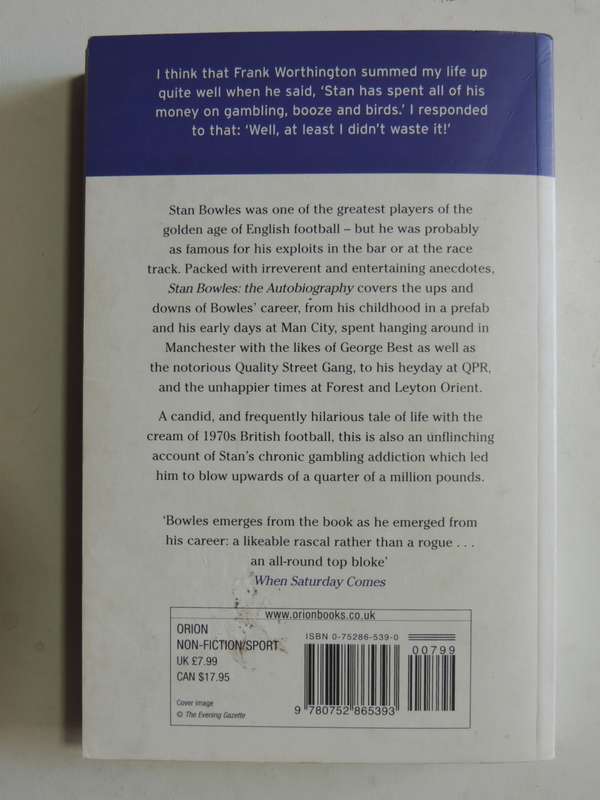 I think that Frank Worthington summed my life up
quite well when he said, ‘Stan has spent all of his
money on gambling, booze and birds.’ I responded
to that: ‘Well, at least I didn’t waste it!’
Stan Bowles was one of the greatest players of the
golden age of English football – but he was probably
as famous for his exploits in the bar or at the race
track. Packed with irreverent and entertaining anecdotes,
Stan Bowles: the Autobiography covers the ups and
downs of Bowles’ career, from his childhood in a prefab
and his early days at Man City, spent hanging around in
Manchester with the likes of George Best as well as
the notorious Quality Street Gang, to his heyday at QPR,
and the unhappier times at Forest and Leyton Orient.
A candid, and frequently hilarious tale of life with the
cream of 1970s British football, this is also an unflinching
account of Stan’s chronic gambling addiction which led
him to blow upwards of a quarter of a million pounds.
‘Bowles emerges from the book as he emerged from
his career: a likeable rascal rather than a rogue . . .
an all-round top bloke’
When Saturday Comes
www.orionbooks.co.uk
ORION
NON-FICTION/SPORT
UK £7.99
CAN $17.95
Cover image
© The Evening Gazette
ISBN 0-75286-539-0
00799
9 780752 865393